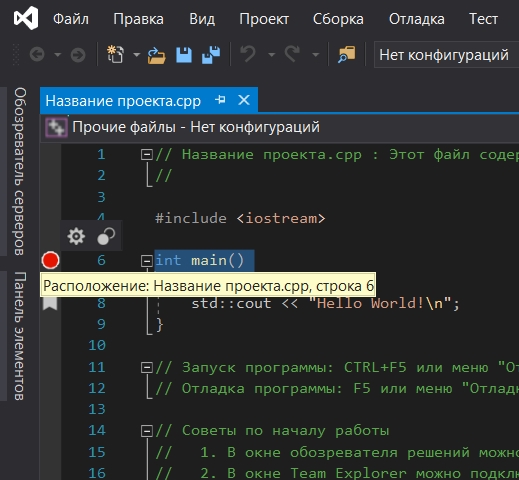 Файл Правка Вид Проект Сборка Отладка Тест
Нет конфигураций
Обозреватель серверов
Панель элементов
Название проекта.cpp
Прочие файлы - Нет конфигураций
1 // Название проекта.cpp : Этот файл содер
2 //
3
4 #include <iostream>
6 int main()
Расположение: Название проекта.cpp, строка 6
8 std::cout << "Hello World!\n";
9 }
10
11 // Запуск программы: CTRL+F5 или меню "От
12 // Отладка программы: F5 или меню "Отлад
13
14 // Советы по началу работы
15 // 1. В окне обозревателя решений можно
16 // 2. В окне Team Explorer можно подклю